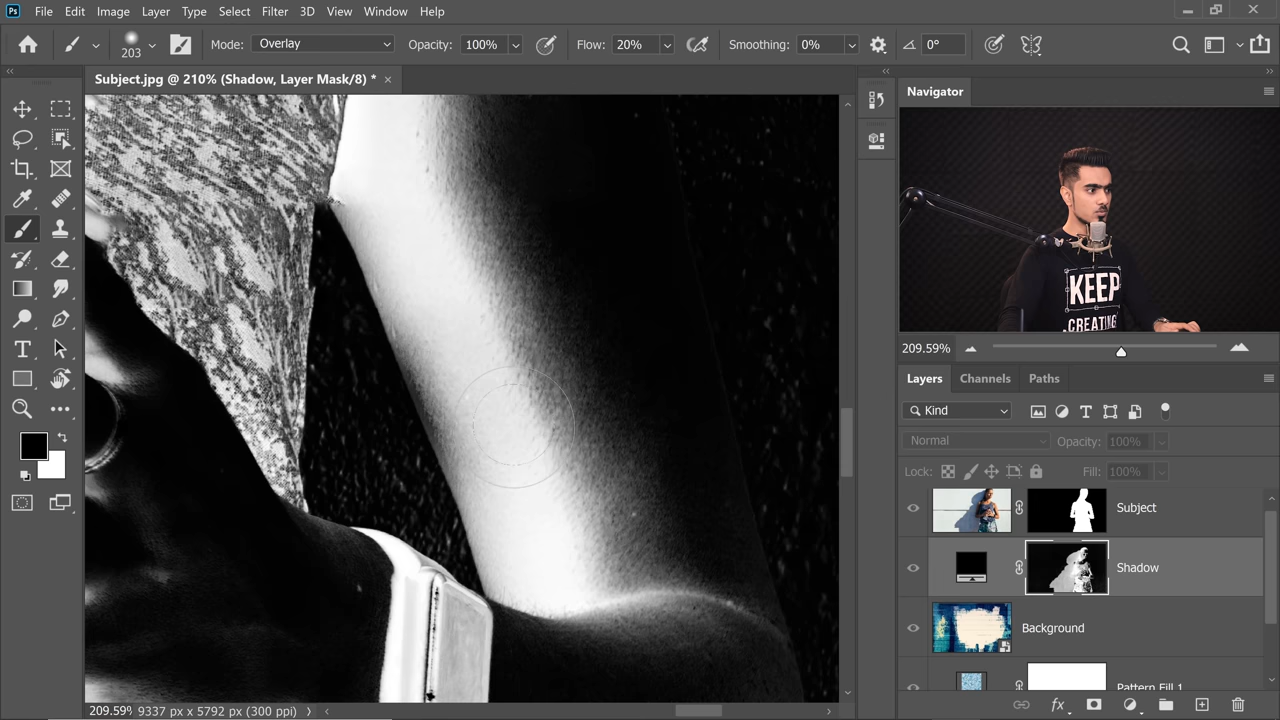 Ps File Edit Image Layer Type Select Filter 3D View Window Help
203 Mode: Overlay Opacity: 100% Flow: 20% Smoothing: 0% 0°
Subject.jpg @ 210% (Shadow, Layer Mask/8) * ×
Navigator
KEEP
CREATING
209.59%
Layers Channels Paths
Kind
Normal Opacity: 100%
Lock: Fill: 100%
Subject
Shadow
Background
Pattern Fill 1
209.59% 9337 px x 5792 px (300 ppi)
fx